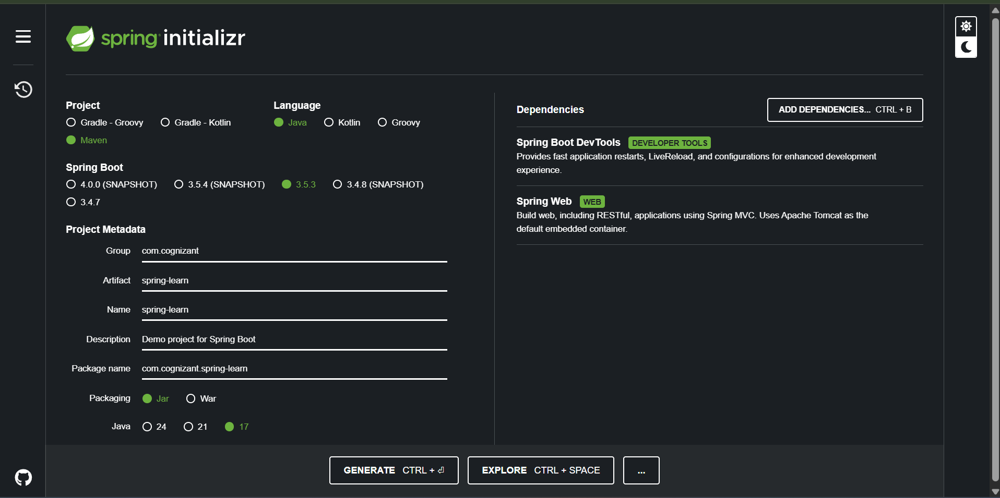 spring initializr
Project
Gradle - Groovy Gradle - Kotlin
Maven
Language
Java Kotlin Groovy
Spring Boot
4.0.0 (SNAPSHOT) 3.5.4 (SNAPSHOT) 3.5.3 3.4.8 (SNAPSHOT)
3.4.7
Project Metadata
Group com.cognizant
Artifact spring-learn
Name spring-learn
Description Demo project for Spring Boot
Package name com.cognizant.spring-learn
Packaging Jar War
Java 24 21 17
Dependencies
ADD DEPENDENCIES... CTRL + B
Spring Boot DevTools DEVELOPER TOOLS
Provides fast application restarts, LiveReload, and configurations for enhanced development
experience.
Spring Web WEB
Build web, including RESTful, applications using Spring MVC. Uses Apache Tomcat as the
default embedded container.
GENERATE CTRL + ⏎
EXPLORE CTRL + SPACE
...